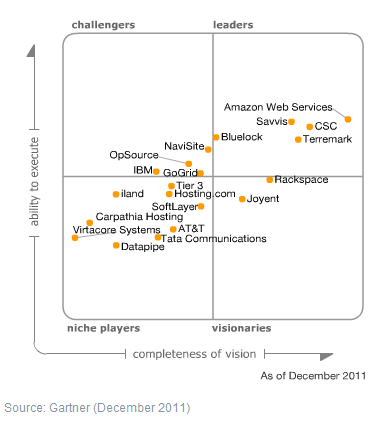 challengers
leaders
Amazon Web Services
Savvis
CSC
Bluelock
Terremark
NaviSite
OpSource
IBM
GoGrid
Rackspace
Tier 3
iland
Hosting.com
Joyent
SoftLayer
Carpathia Hosting
Virtacore Systems
AT&T
Tata Communications
Datapipe
ability to execute
niche players
visionaries
completeness of vision
As of December 2011
Source: Gartner (December 2011)